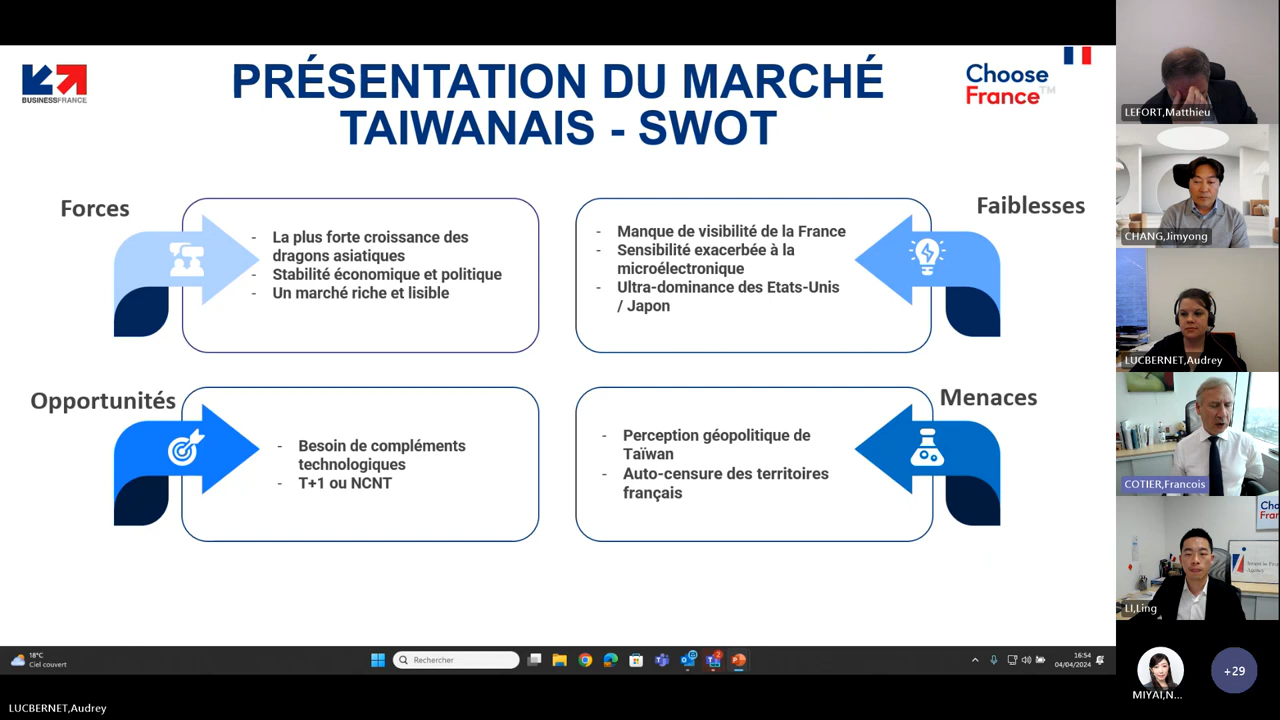 BUSINESSFRANCE
PRÉSENTATION DU MARCHÉ
TAIWANAIS - SWOT
Choose
France™
Forces
- La plus forte croissance des
dragons asiatiques
- Stabilité économique et politique
- Un marché riche et lisible
Faiblesses
- Manque de visibilité de la France
- Sensibilité exacerbée à la
microélectronique
- Ultra-dominance des Etats-Unis
/ Japon
Opportunités
- Besoin de compléments
technologiques
- T+1 ou NCNT
Menaces
- Perception géopolitique de
Taïwan
- Auto-censure des territoires
français
18°C
Ciel couvert
Rechercher
16:54
04/04/2024
LUCBERNET,Audrey
LEFORT,Matthieu
CHANG,Jimyong
LUCBERNET,Audrey
COTIER,Francois
LI,Ling
MIYAI,N...
+29